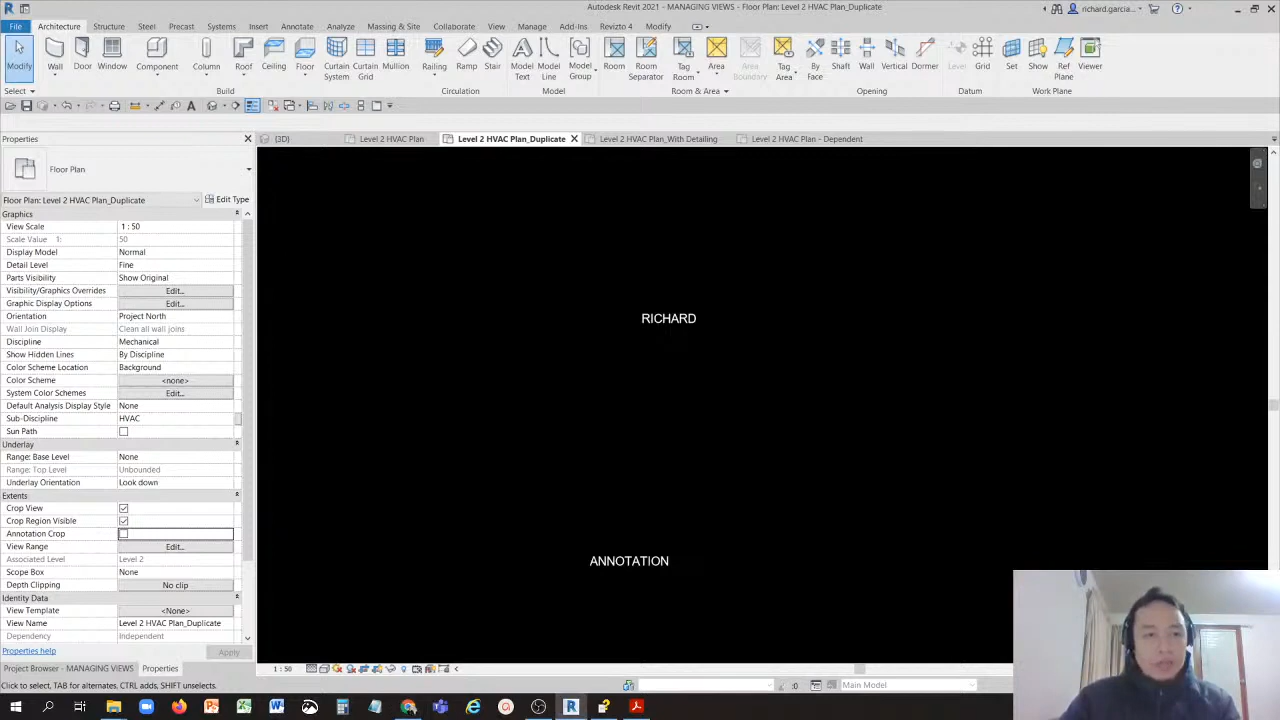 Autodesk Revit 2021 - MANAGING VIEWS - Floor Plan: Level 2 HVAC Plan_Duplicate
richard.garcia...
File Architecture Structure Steel Precast Systems Insert Annotate Analyze Massing & Site Collaborate View Manage Add-Ins Revizto 4 Modify
Modify Wall Door Window Component Column Roof Ceiling Floor Curtain System Curtain Grid Mullion Railing Ramp Stair Model Text Model Line Model Group Room Room Separator Tag Room Area Area Boundary Tag Area By Face Shaft Wall Vertical Dormer Level Grid Set Show Ref Plane Viewer
Select Build Circulation Model Room & Area Opening Datum Work Plane
Properties
(3D) Level 2 HVAC Plan Level 2 HVAC Plan_Duplicate Level 2 HVAC Plan_With Detailing Level 2 HVAC Plan - Dependent
Floor Plan
Floor Plan: Level 2 HVAC Plan_Duplicate Edit Type
Graphics
View Scale 1 : 50
Scale Value 1: 50
Display Model Normal
Detail Level Fine
Parts Visibility Show Original
Visibility/Graphics Overrides Edit...
Graphic Display Options Edit...
Orientation Project North
Wall Join Display Clean all wall joins
Discipline Mechanical
Show Hidden Lines By Discipline
Color Scheme Location Background
Color Scheme <none>
System Color Schemes Edit...
Default Analysis Display Style None
Sub-Discipline HVAC
Sun Path
Underlay
Range: Base Level None
Range: Top Level Unbounded
Underlay Orientation Look down
Extents
Crop View
Crop Region Visible
Annotation Crop
View Range Edit...
Associated Level Level 2
Scope Box None
Depth Clipping No clip
Identity Data
View Template <None>
View Name Level 2 HVAC Plan_Duplicate
Dependency Independent
Properties help Apply
Project Browser - MANAGING VIEWS Properties
RICHARD
ANNOTATION
1 : 50
Click to select, TAB for alternates, CTRL adds, SHIFT unselects.
:0 Main Model